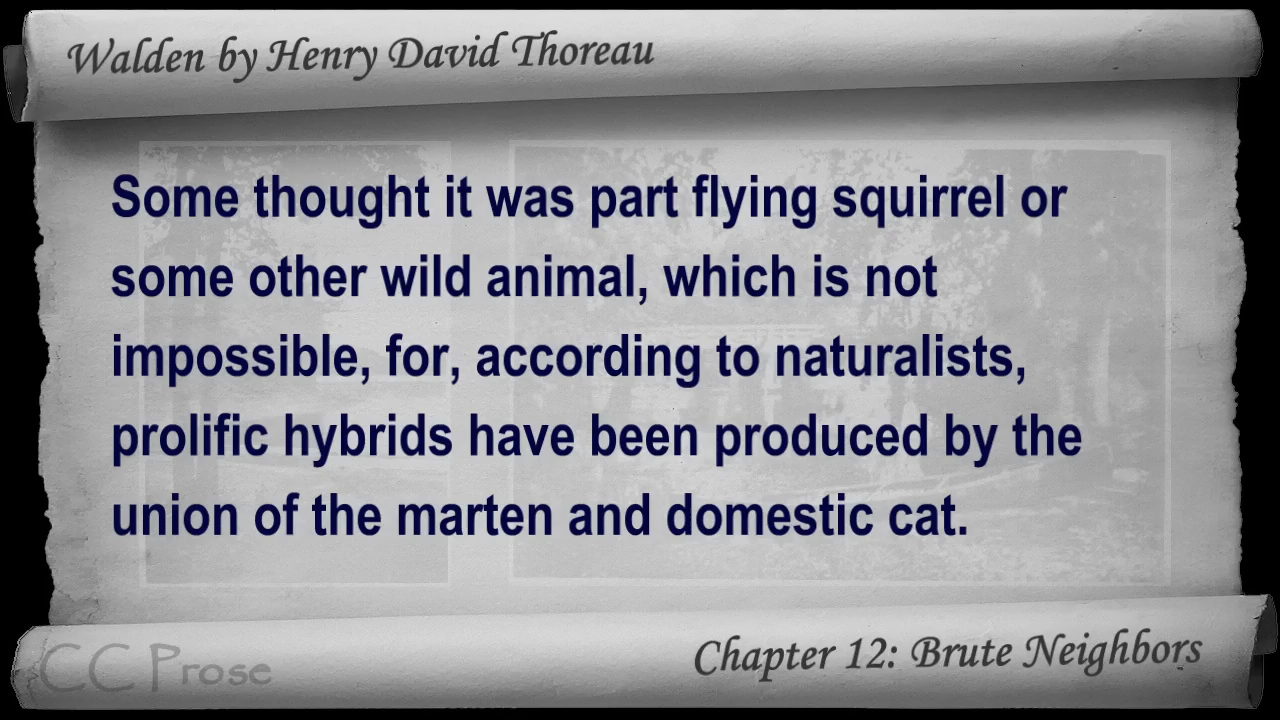 Walden by Henry David Thoreau
Some thought it was part flying squirrel or
some other wild animal, which is not
impossible, for, according to naturalists,
prolific hybrids have been produced by the
union of the marten and domestic cat.
CC Prose
Chapter 12: Brute Neighbors